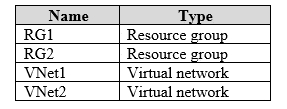 Name Type
RG1 Resource group
RG2 Resource group
VNet1 Virtual network
VNet2 Virtual network